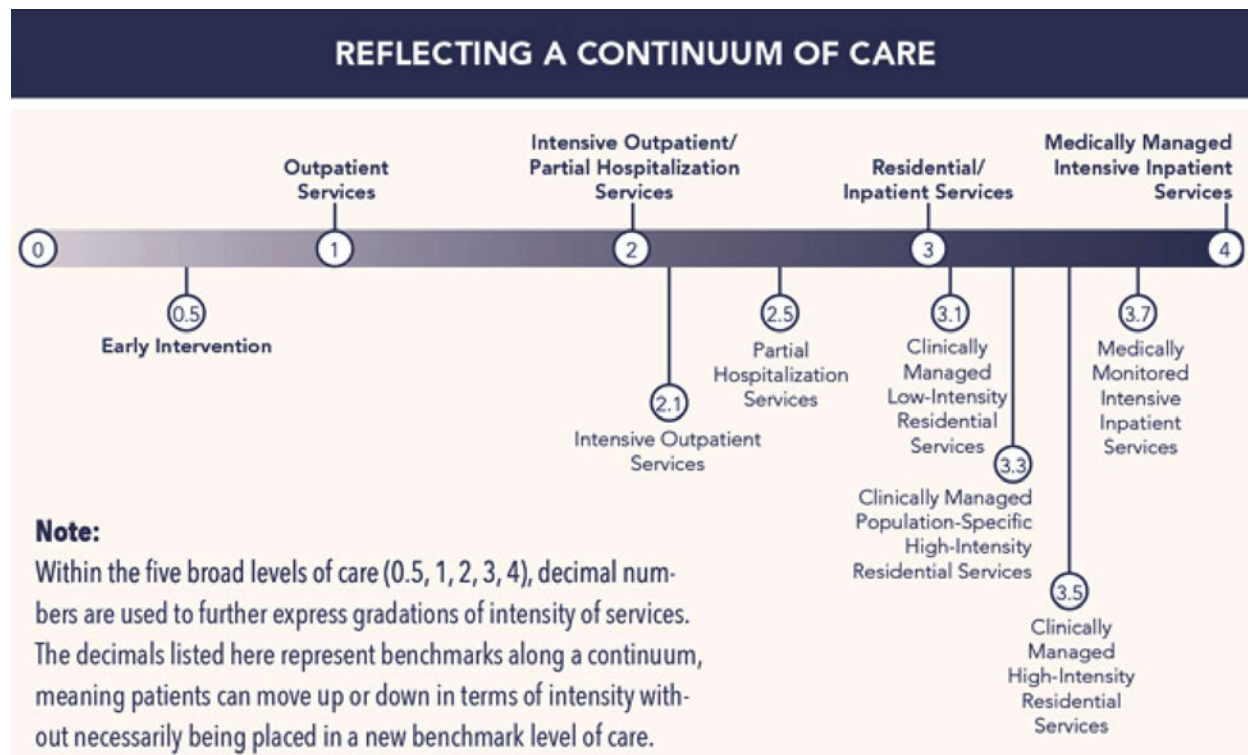 REFLECTING A CONTINUUM OF CARE
Outpatient
Services
Intensive Outpatient/
Partial Hospitalization
Services
Residential/
Inpatient Services
Medically Managed
Intensive Inpatient
Services
0
1
2
3
4
0.5
Early Intervention
2.1
Intensive Outpatient
Services
2.5
Partial
Hospitalization
Services
3.1
Clinically
Managed
Low-Intensity
Residential
Services
3.3
Clinically Managed
Population-Specific
High-Intensity
Residential Services
3.5
Clinically
Managed
High-Intensity
Residential
Services
3.7
Medically
Monitored
Intensive
Inpatient
Services
Note:
Within the five broad levels of care (0.5, 1, 2, 3, 4), decimal num-
bers are used to further express gradations of intensity of services.
The decimals listed here represent benchmarks along a continuum,
meaning patients can move up or down in terms of intensity with-
out necessarily being placed in a new benchmark level of care.